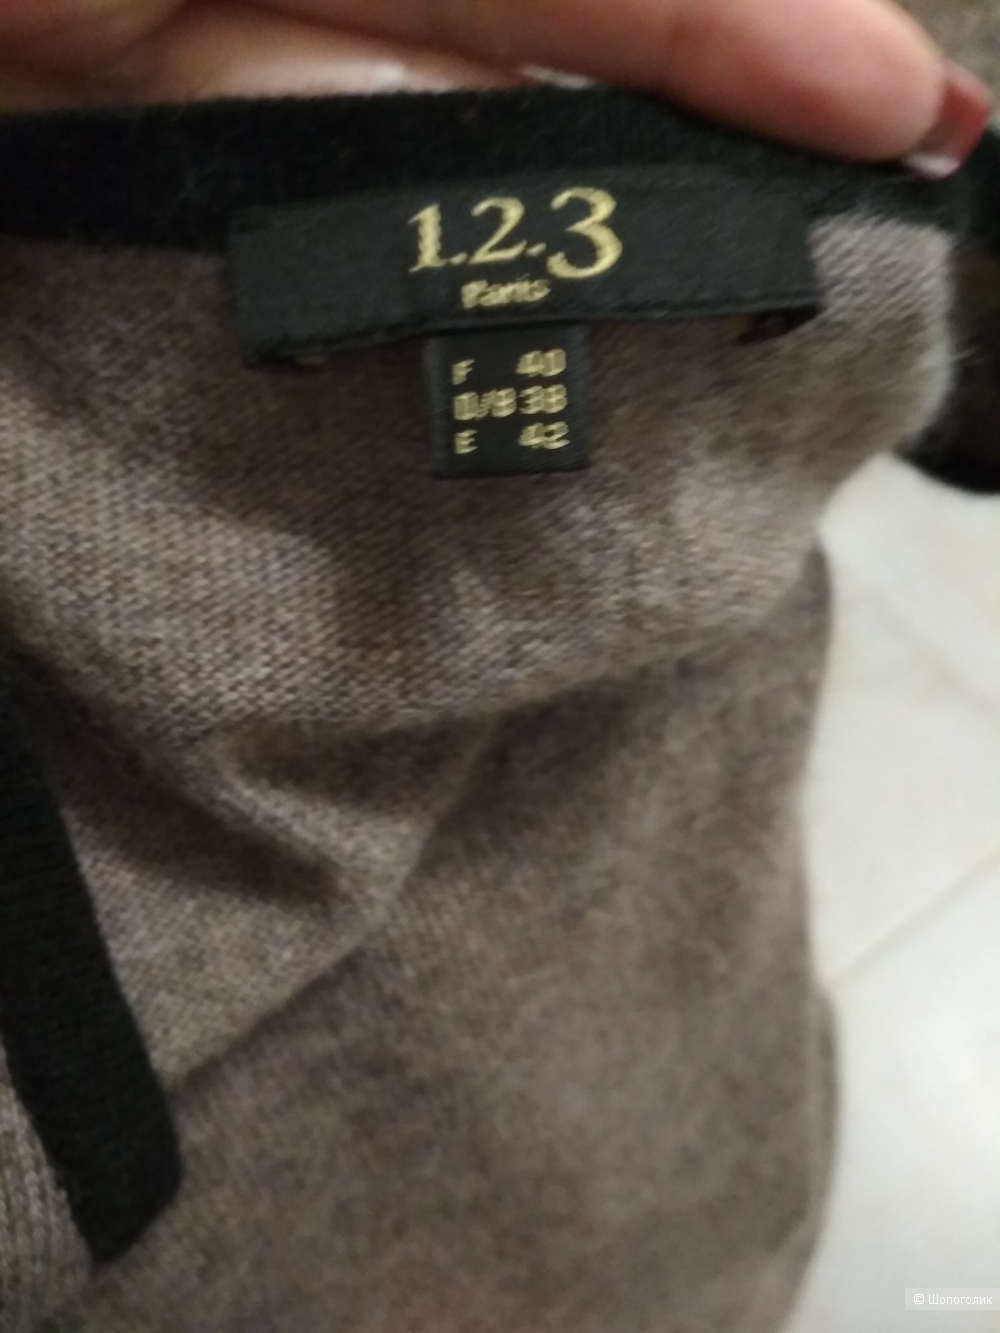 1.2.3
Paris
F 40
D/B 38
E 42
© Шопоголик